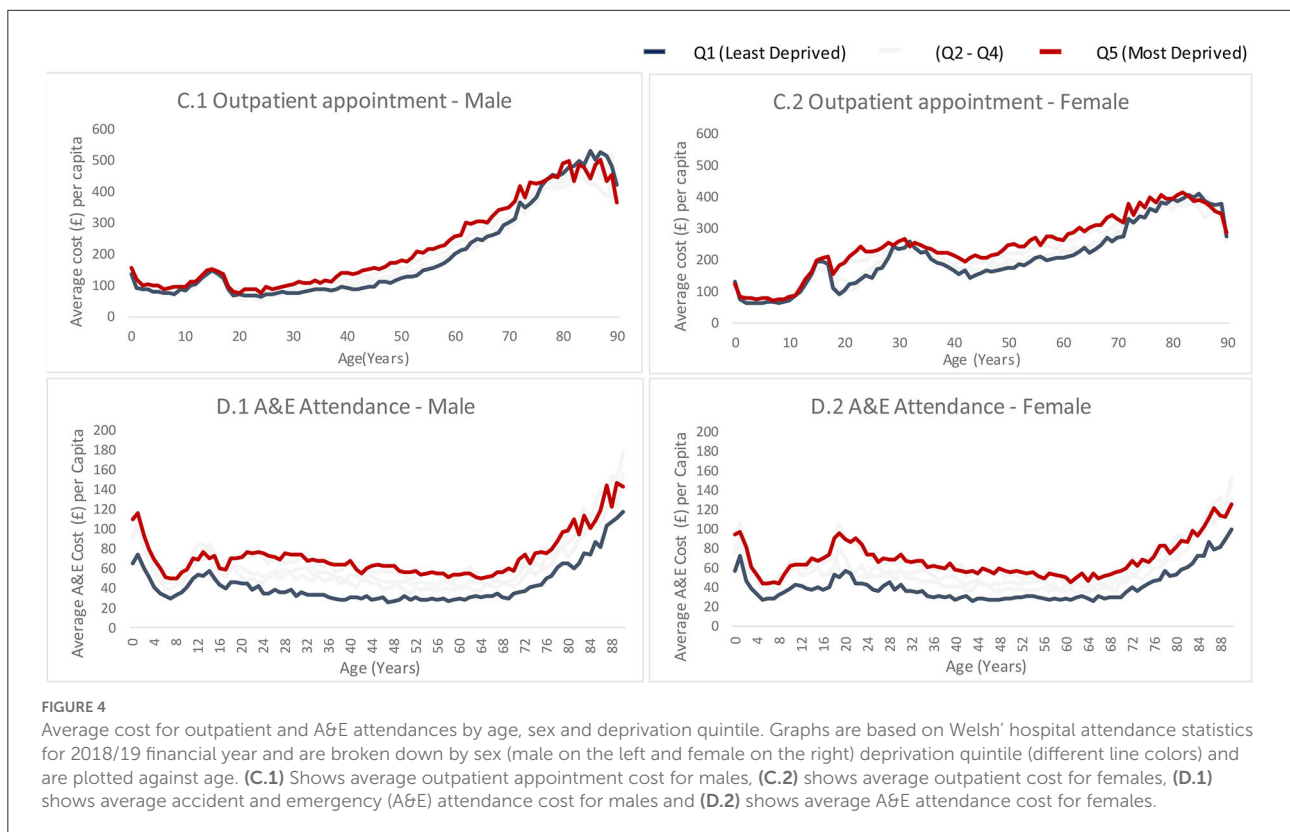 Q1 (Least Deprived) (Q2 - Q4) Q5 (Most Deprived)
C.1 Outpatient appointment - Male
Average cost (£) per capita
600
500
400
300
200
100
0
0 10 20 30 40 50 60 70 80 90
Age(Years)
C.2 Outpatient appointment - Female
Average cost (£) per capita
600
500
400
300
200
100
0
0 10 20 30 40 50 60 70 80 90
Age (Years)
D.1 A&E Attendance - Male
Average A&E Cost (£) per Capita
200
180
160
140
120
100
80
60
40
20
0
0 4 8 12 16 20 24 28 32 36 40 44 48 52 56 60 64 68 72 76 80 84 88
Age (Years)
D.2 A&E Attendance - Female
Average A&E Cost (£) per Capita
200
180
160
140
120
100
80
60
40
20
0
0 4 8 12 16 20 24 28 32 36 40 44 48 52 56 60 64 68 72 76 80 84 88
Age (Years)
FIGURE 4
Average cost for outpatient and A&E attendances by age, sex and deprivation quintile. Graphs are based on Welsh' hospital attendance statistics
for 2018/19 financial year and are broken down by sex (male on the left and female on the right) deprivation quintile (different line colors) and
are plotted against age. (C.1) Shows average outpatient appointment cost for males, (C.2) shows average outpatient cost for females, (D.1)
shows average accident and emergency (A&E) attendance cost for males and (D.2) shows average A&E attendance cost for females.